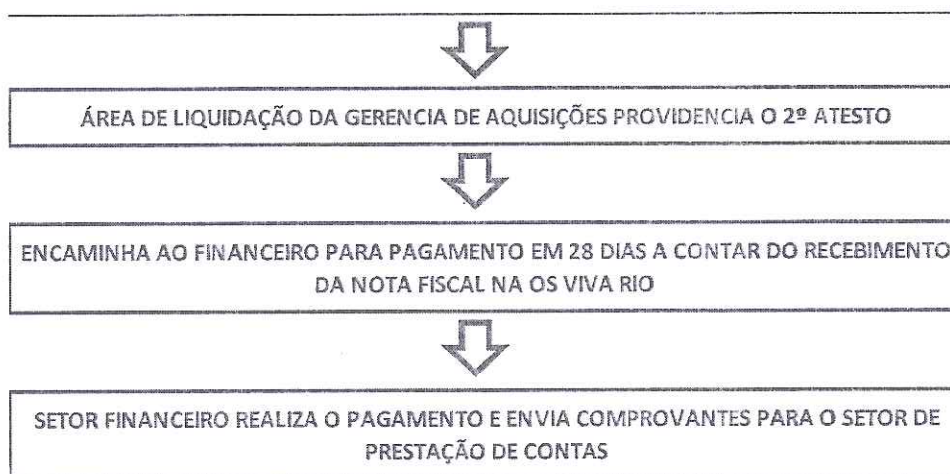 ÁREA DE LIQUIDAÇÃO DA GERENCIA DE AQUISIÇÕES PROVIDENCIA O 2º ATESTO
ENCAMINHA AO FINANCEIRO PARA PAGAMENTO EM 28 DIAS A CONTAR DO RECEBIMENTO
DA NOTA FISCAL NA OS VIVA RIO
SETOR FINANCEIRO REALIZA O PAGAMENTO E ENVIA COMPROVANTES PARA O SETOR DE
PRESTAÇÃO DE CONTAS